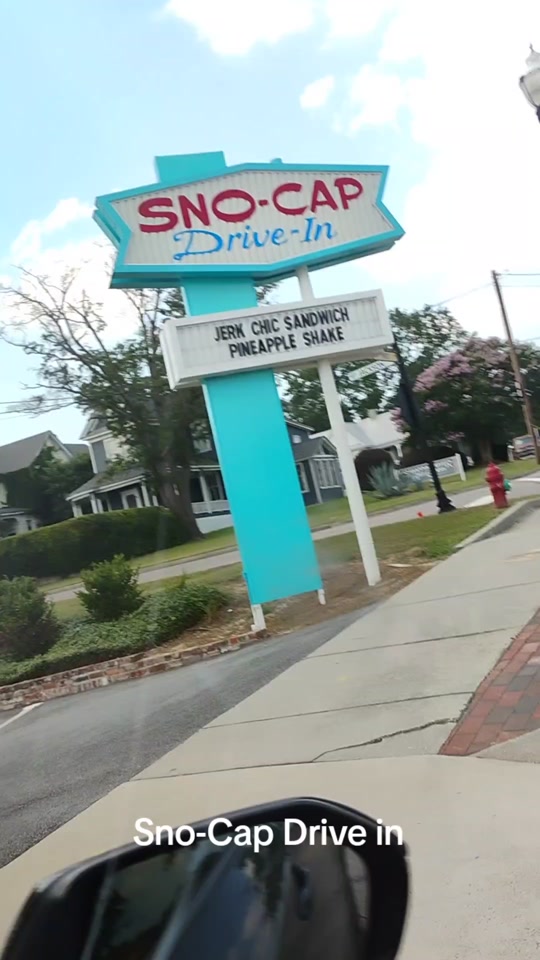 SNO-CAP
Drive-In
JERK CHIC SANDWICH
PINEAPPLE SHAKE
Sno-Cap Drive in